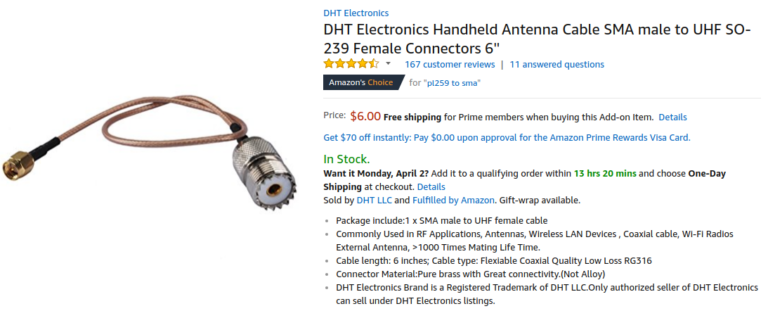 DHT Electronics
DHT Electronics Handheld Antenna Cable SMA male to UHF SO-
239 Female Connectors 6"
167 customer reviews | 11 answered questions
Amazon's Choice for "pl259 to sma"
Price: $6.00 Free shipping for Prime members when buying this Add-on Item. Details
Get $70 off instantly: Pay $0.00 upon approval for the Amazon Prime Rewards Visa Card.
In Stock.
Want it Monday, April 2? Add it to a qualifying order within 13 hrs 20 mins and choose One-Day
Shipping at checkout. Details
Sold by DHT LLC and Fulfilled by Amazon. Gift-wrap available.
Package include:1 x SMA male to UHF female cable
Commonly Used in RF Applications, Antennas, Wireless LAN Devices , Coaxial cable, Wi-Fi Radios
External Antenna, >1000 Times Mating Life Time.
Cable length: 6 inches; Cable type: Flexiable Coaxial Quality Low Loss RG316
Connector Material:Pure brass with Great connectivity.(Not Alloy)
DHT Electronics Brand is a Registered Trademark of DHT LLC.Only authorized seller of DHT Electronics
can sell under DHT Electronics listings.